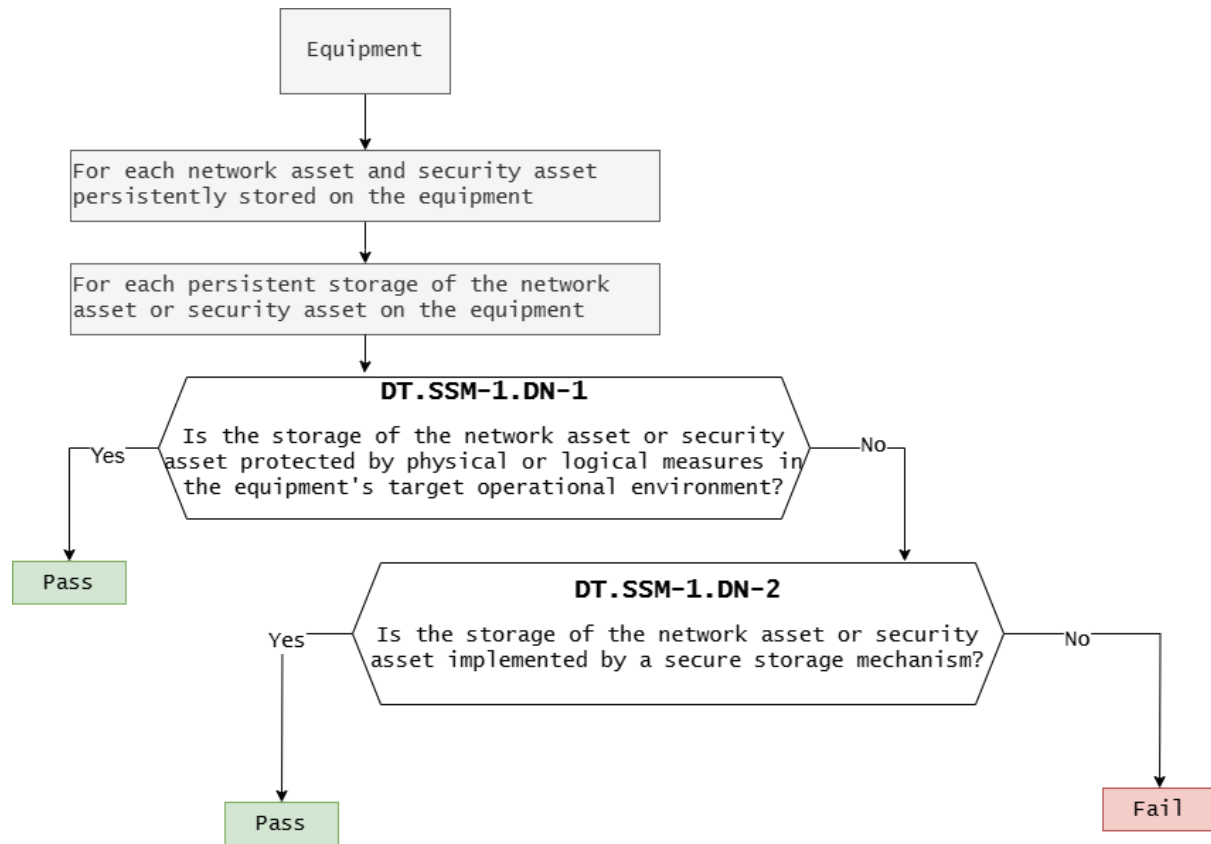 Equipment
For each network asset and security asset
persistently stored on the equipment
For each persistent storage of the network
asset or security asset on the equipment
DT.SSM-1.DN-1
Is the storage of the network asset or security
asset protected by physical or logical measures in
the equipment's target operational environment?
Yes
No
Pass
DT.SSM-1.DN-2
Is the storage of the network asset or security
asset implemented by a secure storage mechanism?
Yes
No
Pass
Fail